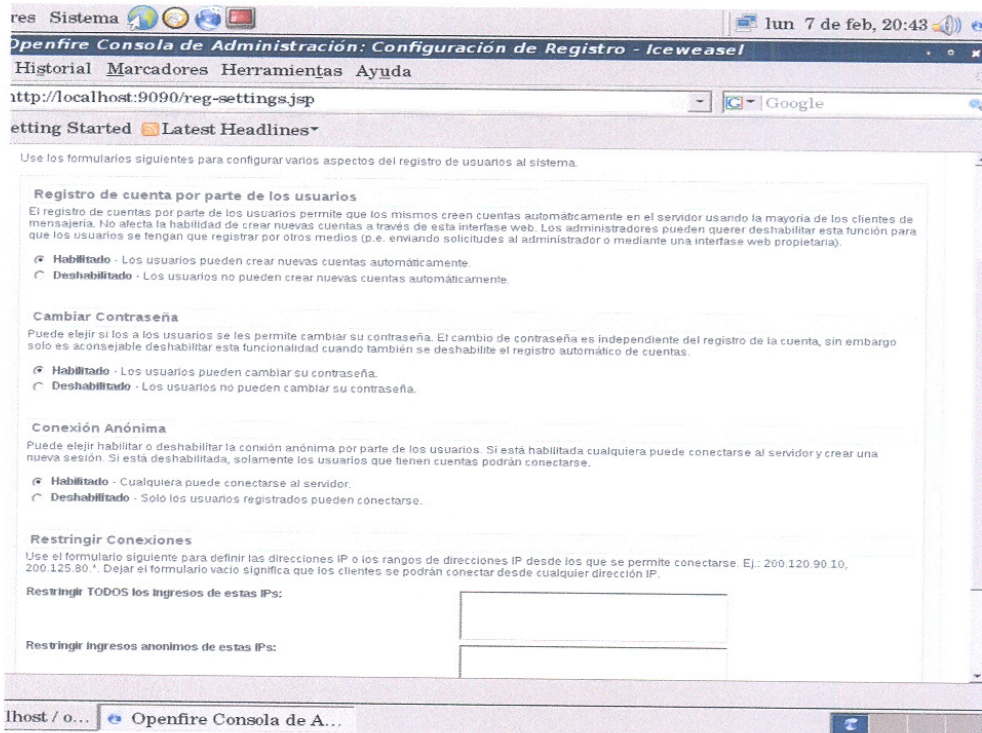 res Sistema
lun 7 de feb, 20:43
Openfire Consola de Administración: Configuración de Registro - Iceweasel
Historial Marcadores Herramientas Ayuda
http://localhost:9090/reg-settings.jsp
G Google
etting Started Latest Headlines
Use los formularios siguientes para configurar varios aspectos del registro de usuarios al sistema.
Registro de cuenta por parte de los usuarios
El registro de cuentas por parte de los usuarios permite que los mismos creen cuentas automáticamente en el servidor usando la mayoría de los clientes de
mensajería. No afecta la habilidad de crear nuevas cuentas a través de esta interfase web. Los administradores pueden querer deshabilitar esta función para
que los usuarios se tengan que registrar por otros medios (p.e. enviando solicitudes al administrador o mediante una interfase web propietaria).
Habilitado - Los usuarios pueden crear nuevas cuentas automáticamente.
Deshabilitado - Los usuarios no pueden crear nuevas cuentas automáticamente.
Cambiar Contraseña
Puede elejir si los a los usuarios se les permite cambiar su contraseña. El cambio de contraseña es independiente del registro de la cuenta, sin embargo
solo es aconsejable deshabilitar esta funcionalidad cuando también se deshabilite el registro automático de cuentas.
Habilitado - Los usuarios pueden cambiar su contraseña.
Deshabilitado - Los usuarios no pueden cambiar su contraseña.
Conexión Anónima
Puede elejir habilitar o deshabilitar la conxión anónima por parte de los usuarios. Si está habilitada cualquiera puede conectarse al servidor y crear una
nueva sesión. Si está deshabilitada, solamente los usuarios que tienen cuentas podrán conectarse.
Habilitado - Cualquiera puede conectarse al servidor.
Deshabilitado - Solo los usuarios registrados pueden conectarse.
Restringir Conexiones
Use el formulario siguiente para definir las direcciones IP o los rangos de direcciones IP desde los que se permite conectarse. Ej.: 200.120.90.10,
200.125.80.*. Dejar el formulario vacio significa que los clientes se podrán conectar desde cualquier dirección IP.
Restringir TODOS los ingresos de estas IPs:
Restringir ingresos anonimos de estas IPs:
lhost / o...
Openfire Consola de A...